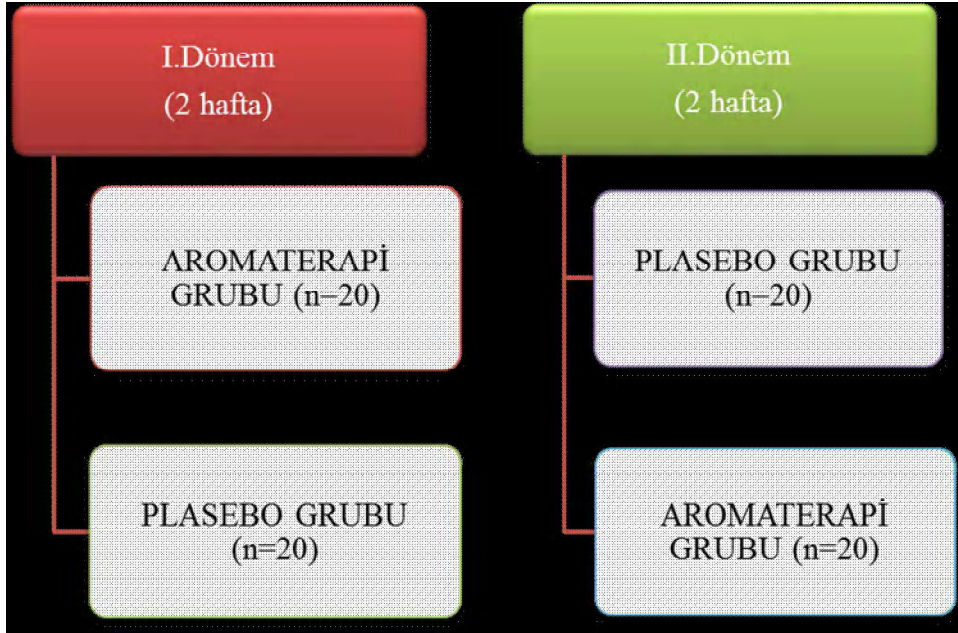 I.Dönem
(2 hafta)
AROMATERAPİ
GRUBU (n=20)
PLASEBO GRUBU
(n=20)
II.Dönem
(2 hafta)
PLASEBO GRUBU
(n=20)
AROMATERAPİ
GRUBU (n=20)